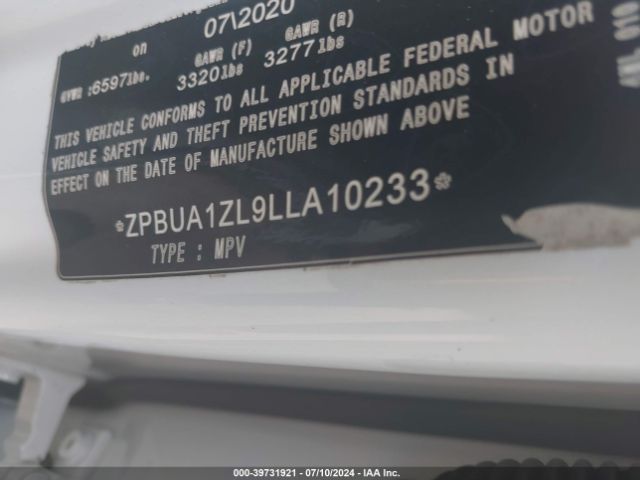 on 07\2020
GAWR (F) GAWR (R)
GVWR :6597lbs. 3320lbs 3277lbs
THIS VEHICLE CONFORMS TO ALL APPLICABLE FEDERAL MOTOR
VEHICLE SAFETY AND THEFT PREVENTION STANDARDS IN
EFFECT ON THE DATE OF MANUFACTURE SHOWN ABOVE
*ZPBUA1ZL9LLA10233*
TYPE : MPV
010
000-39731921 - 07/10/2024 - IAA Inc.